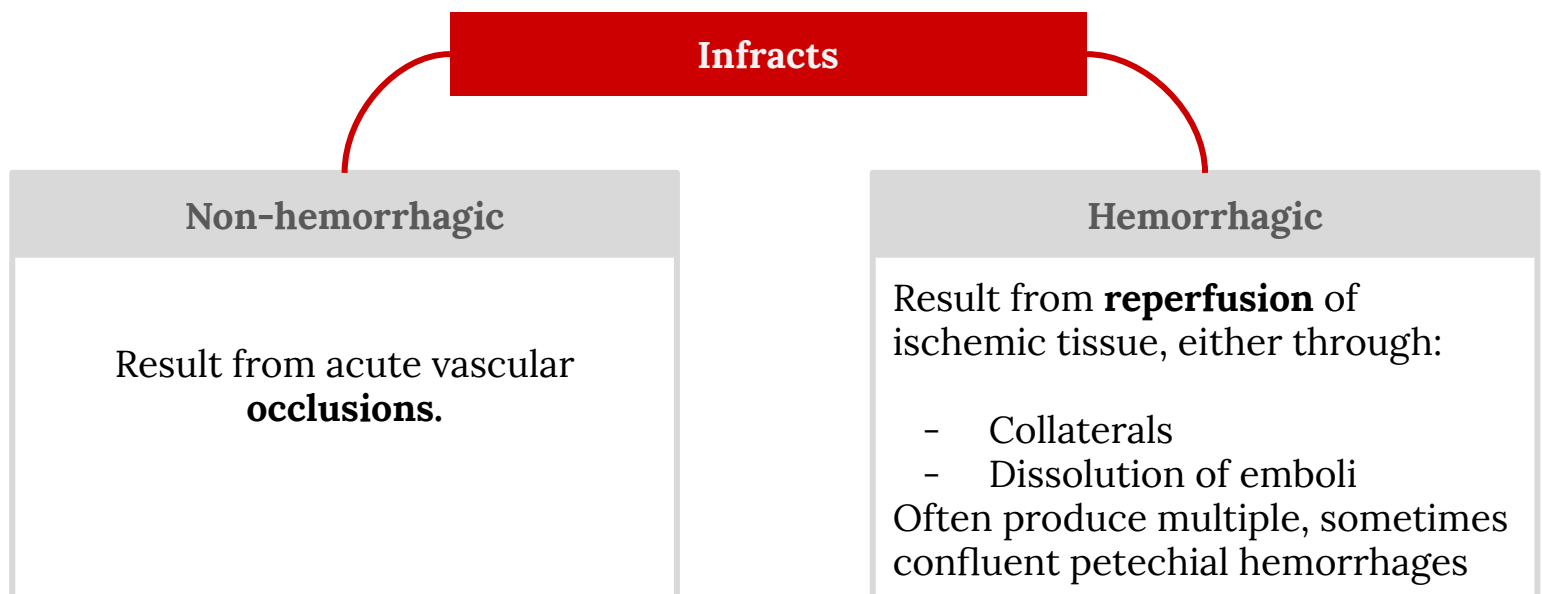 Infracts
Non-hemorrhagic
Result from acute vascular
occlusions.
Hemorrhagic
Result from reperfusion of
ischemic tissue, either through:
- Collaterals
- Dissolution of emboli
Often produce multiple, sometimes
confluent petechial hemorrhages